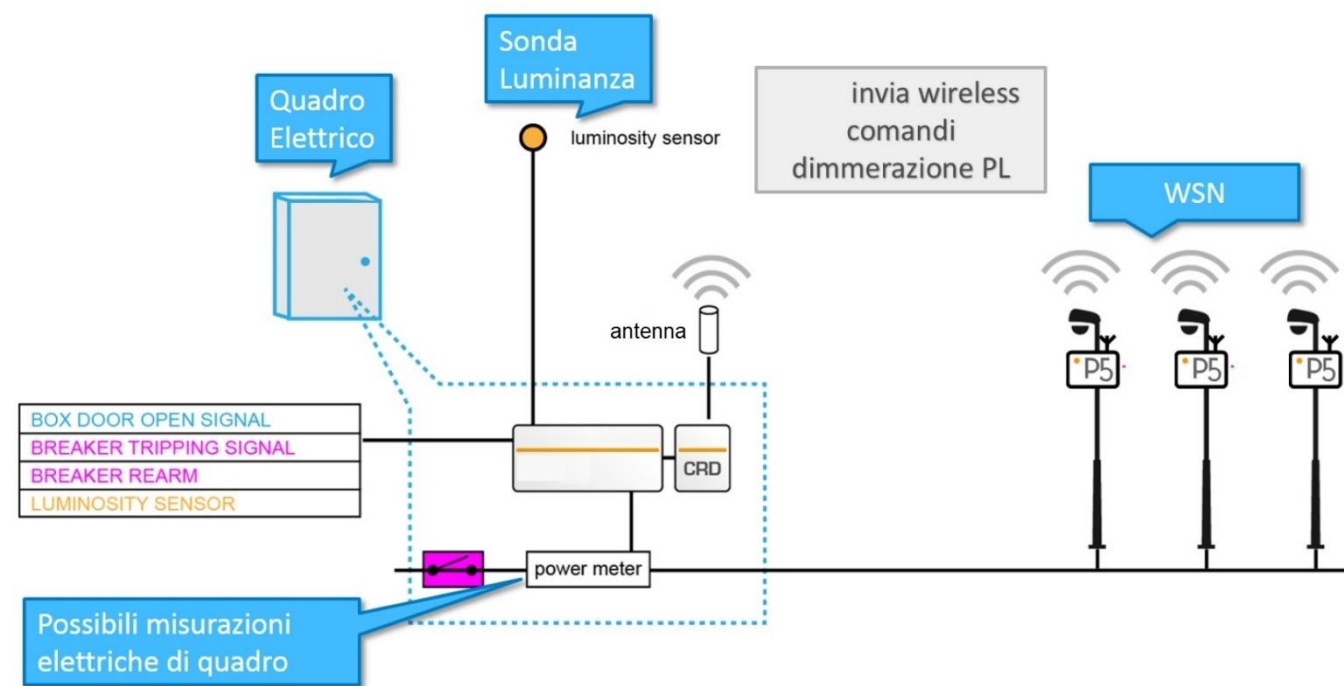 Sonda
Luminanza
Quadro
Elettrico
luminosity sensor
invia wireless
comandi
dimmerazione PL
WSN
antenna
P5
P5
P5
BOX DOOR OPEN SIGNAL
BREAKER TRIPPING SIGNAL
BREAKER REARM
LUMINOSITY SENSOR
CRD
power meter
Possibili misurazioni
elettriche di quadro